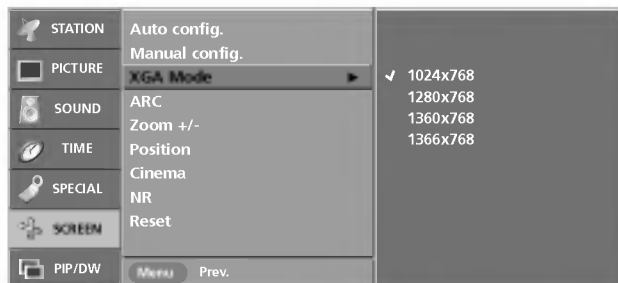 STATION
PICTURE
SOUND
TIME
SPECIAL
SCREEN
PIP/DW
Auto config.
Manual config.
XGA Mode ►
ARC
Zoom +/-
Position
Cinema
NR
Reset
Menu Prev.
✓ 1024x768
1280x768
1360x768
1366x768